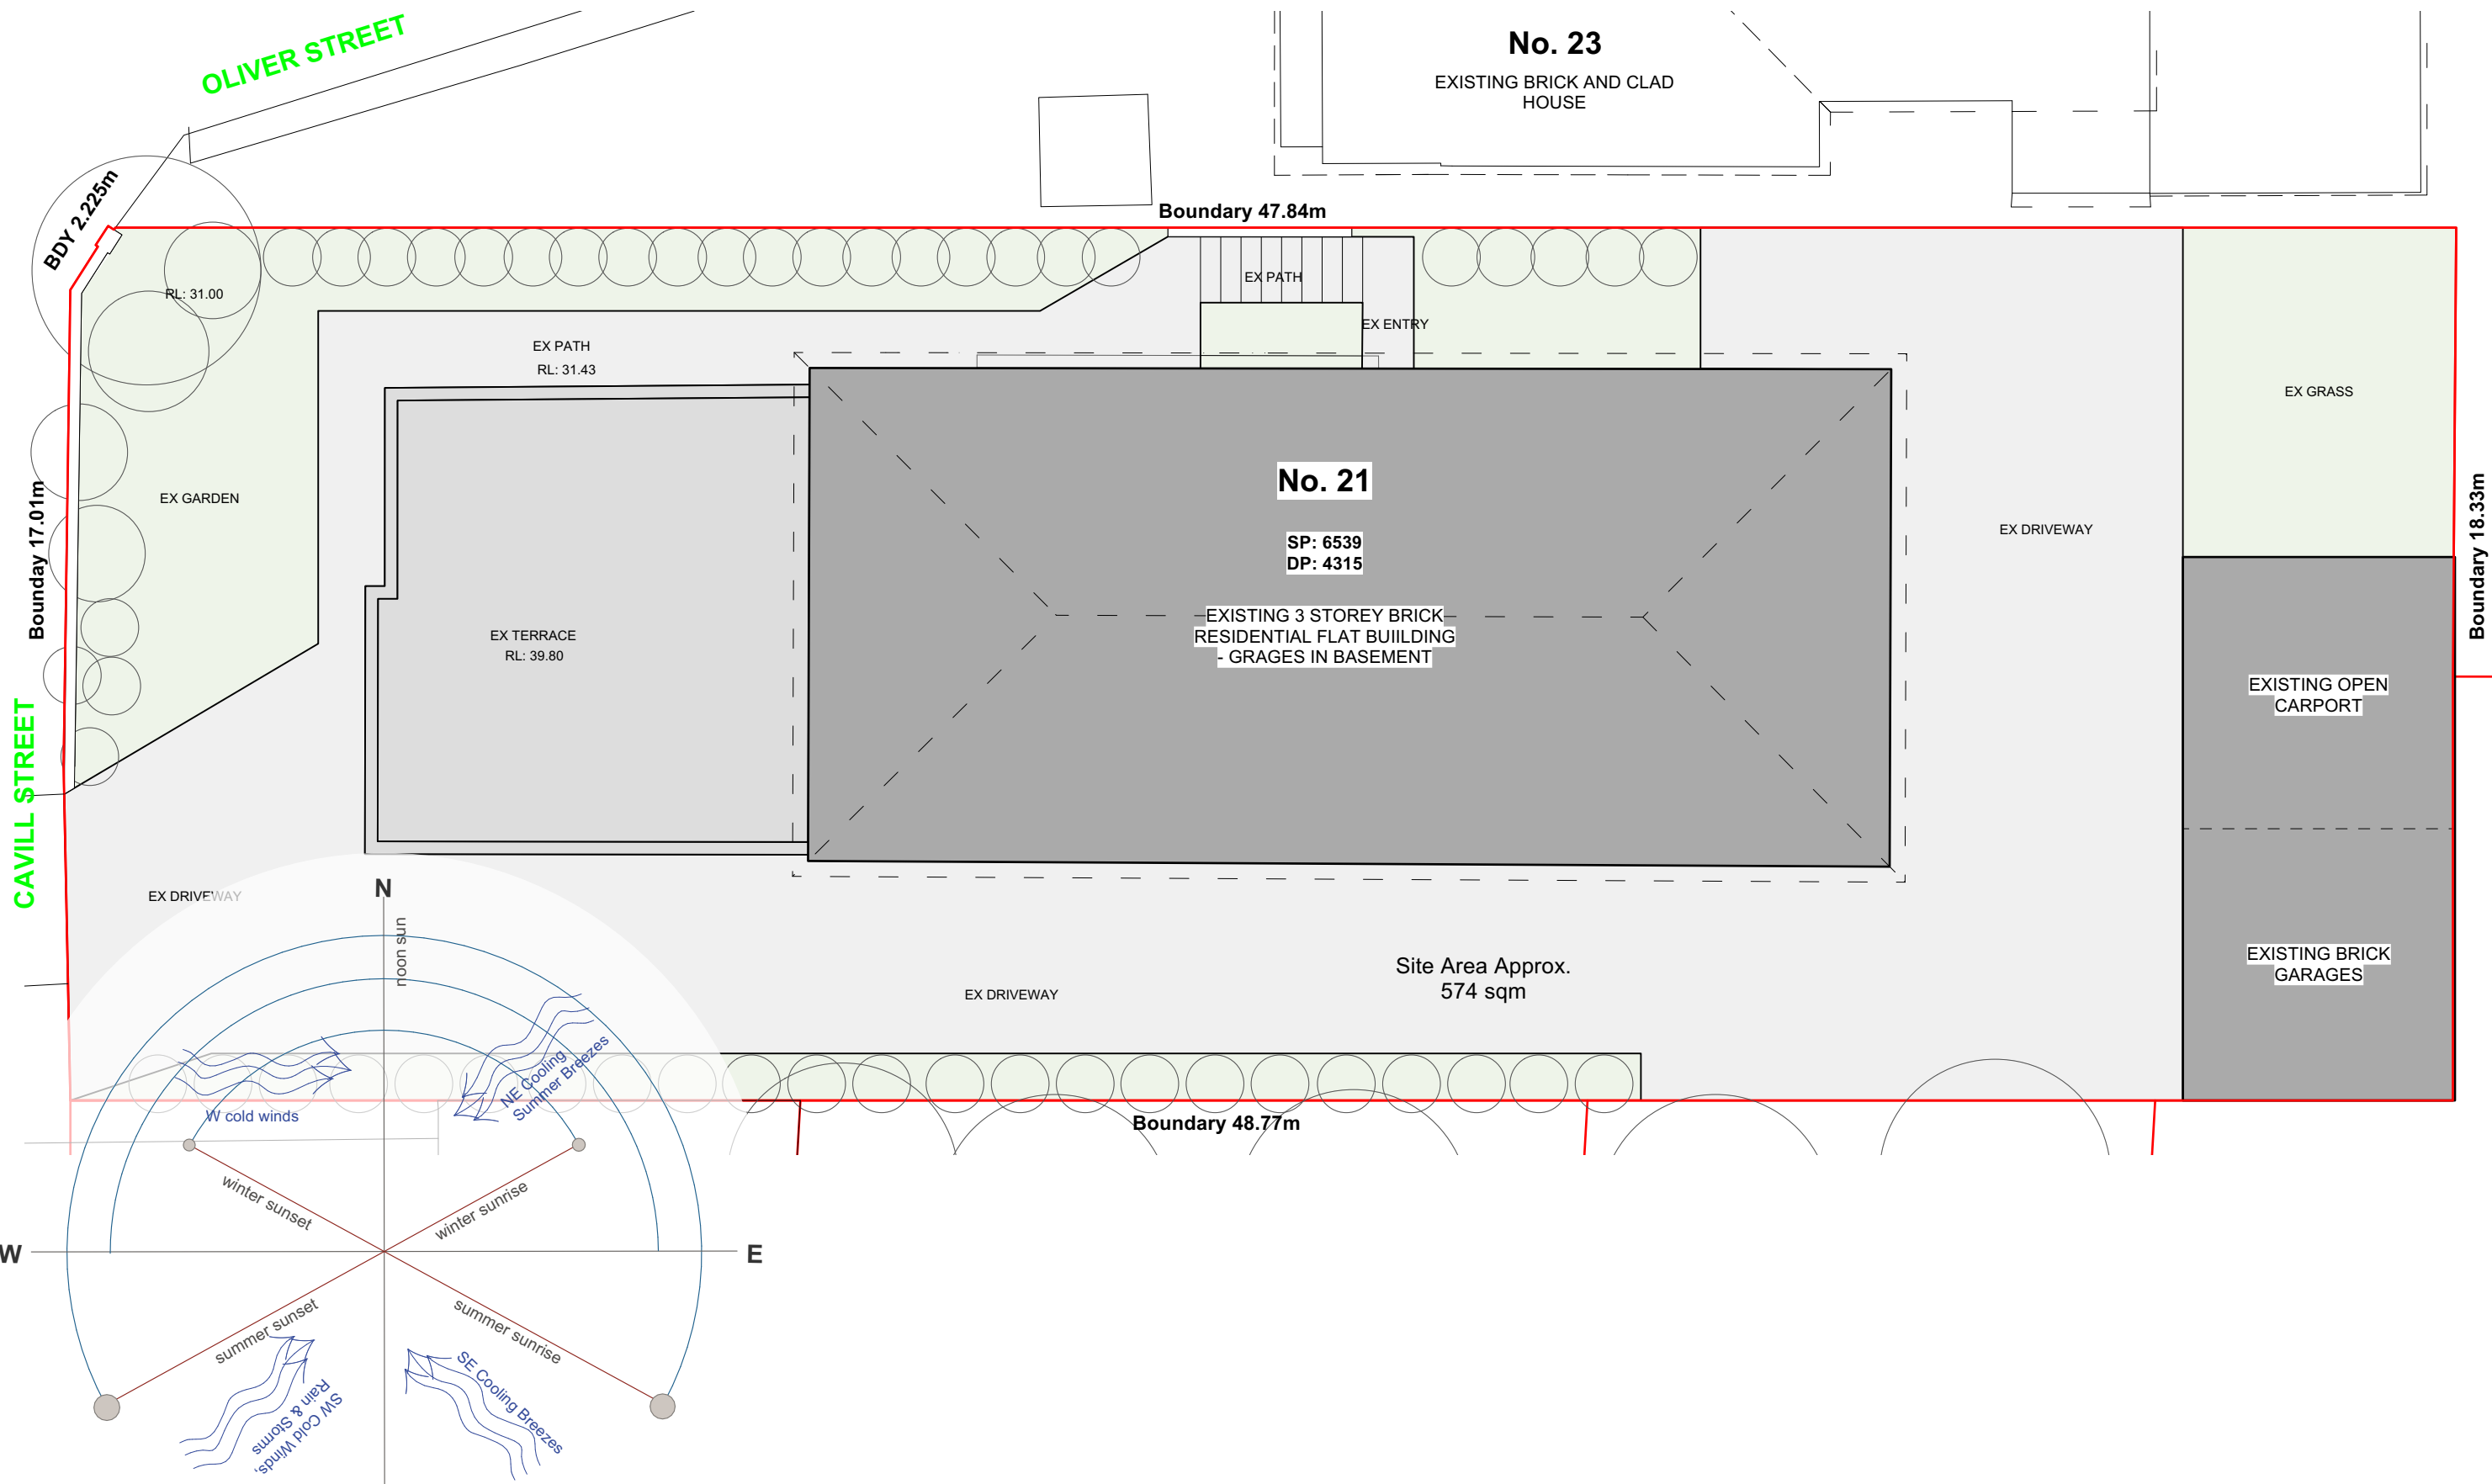 OLIVER STREET
No. 23
EXISTING BRICK AND CLAD
HOUSE
BDY 2.225m
Boundary 47.84m
RL: 31.00
EX PATH
EX ENTRY
EX PATH
RL: 31.43
EX GRASS
No. 21
EX GARDEN
Bounday 17.01m
SP: 6539
DP: 4315
EX DRIVEWAY
Boundary 18.33m
EXISTING 3 STOREY BRICK
RESIDENTIAL FLAT BUIILDING
- GRAGES IN BASEMENT
EX TERRACE
RL: 39.80
EXISTING OPEN
CARPORT
CAVILL STREET
EX DRIVEWAY
N
noon sun
Site Area Approx.
574 sqm
EX DRIVEWAY
EXISTING BRICK
GARAGES
NE Cooling
Summer Breezes
W cold winds
Boundary 48.77m
winter sunset
winter sunrise
W
E
summer sunset
summer sunrise
SW Cold Winds,
Rain & Storms
SE Cooling Breezes